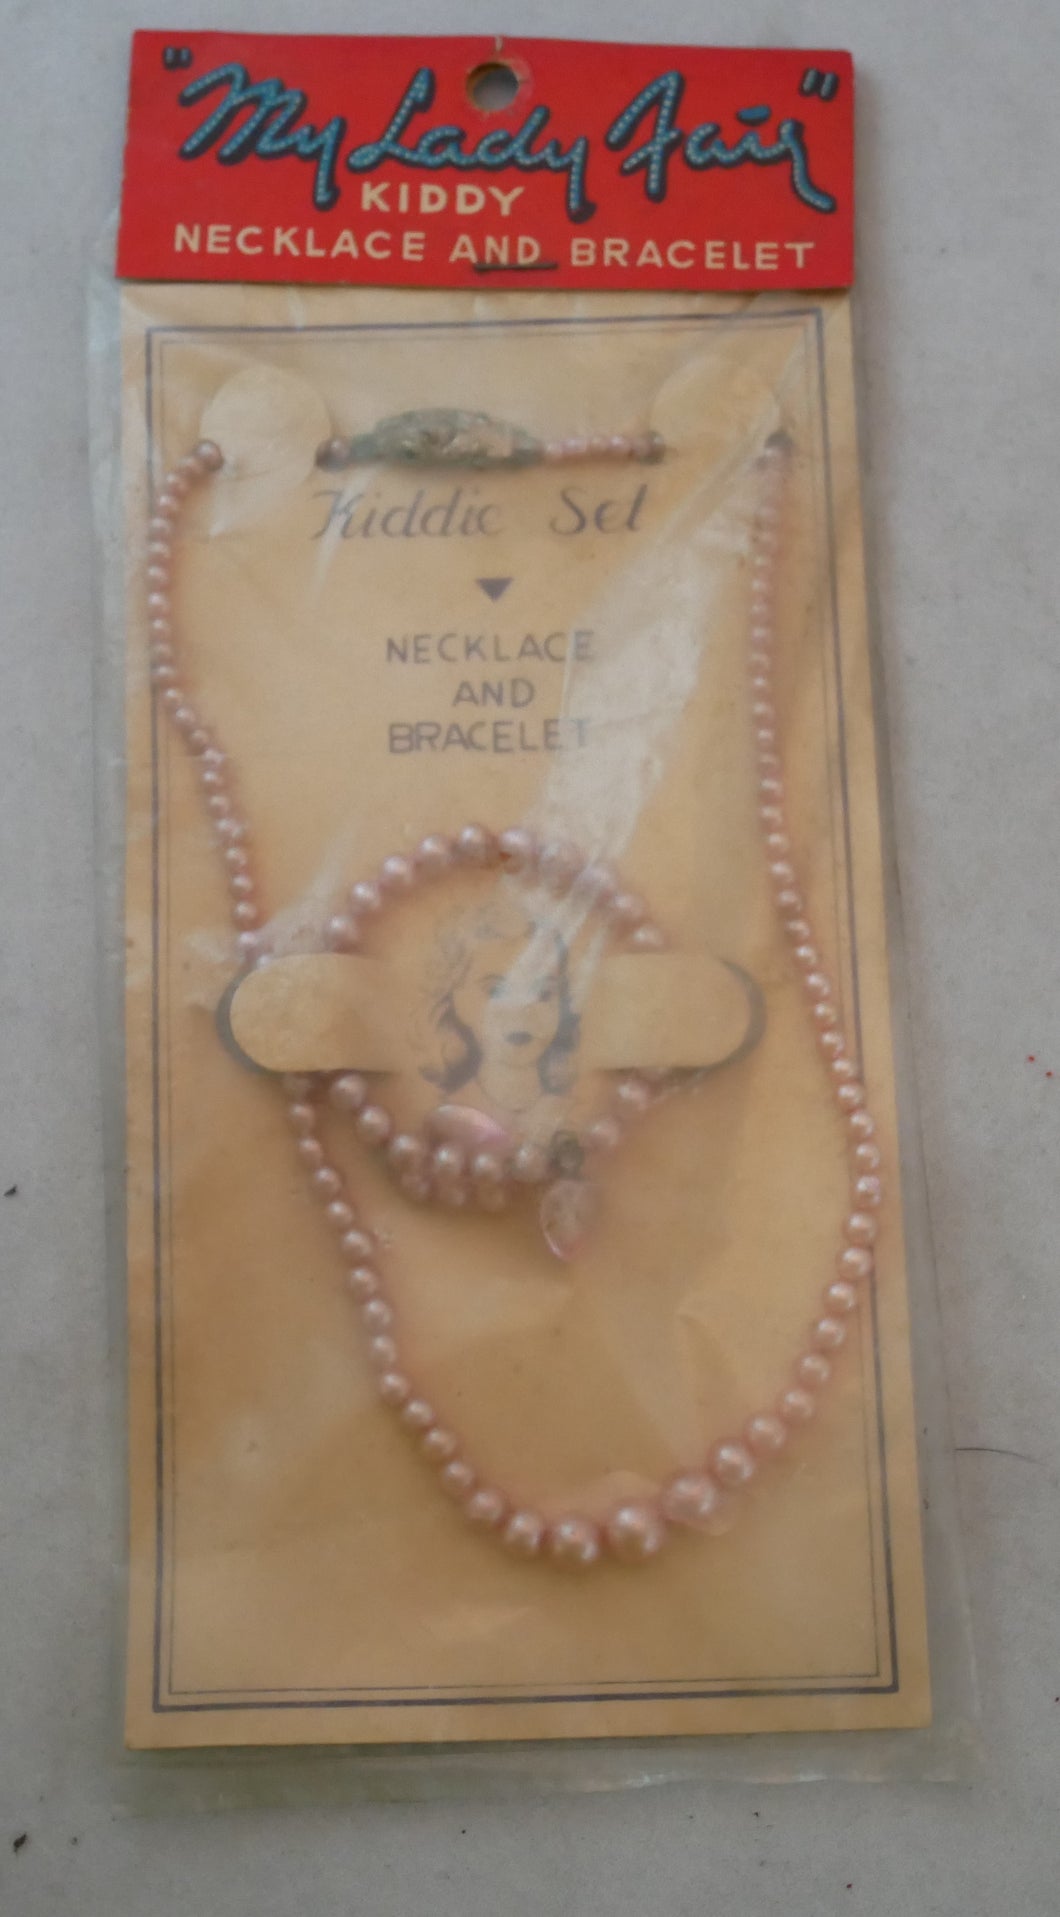 "My Lady Fair"
KIDDY
NECKLACE AND BRACELET
Kiddie Set
NECKLACE
AND
BRACELET